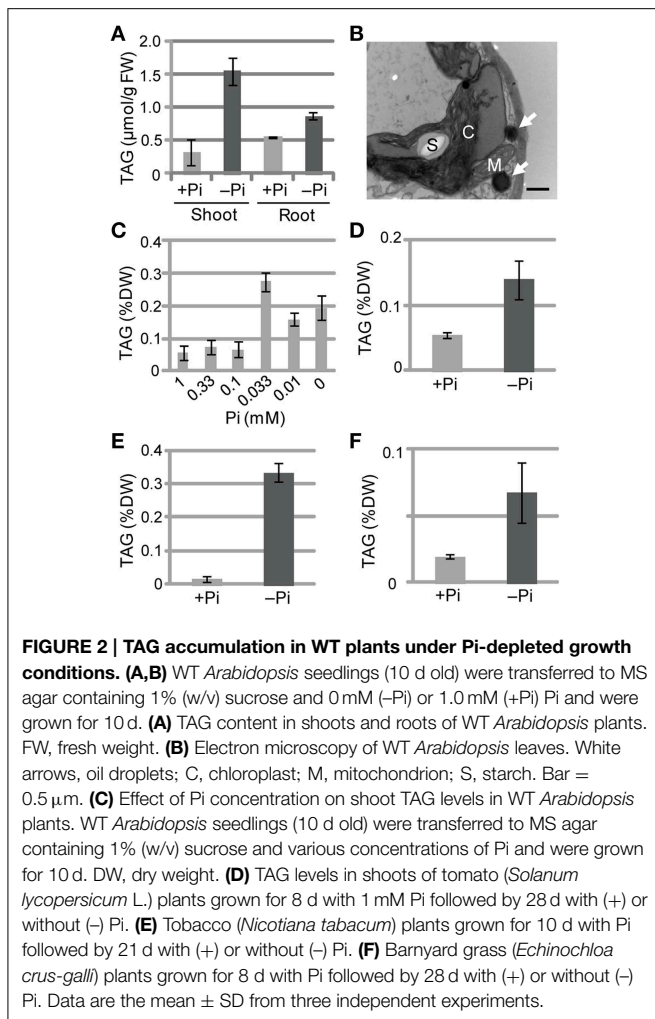 A
TAG (µmol/g FW)
2.0
1.5
1.0
0.5
0
+Pi –Pi +Pi –Pi
Shoot Root
B
S
C
M
C
TAG (%DW)
0.4
0.3
0.2
0.1
0
1 0.33 0.1 0.033 0.01 0
Pi (mM)
D
TAG (%DW)
0.2
0.1
0
+Pi –Pi
E
TAG (%DW)
0.4
0.3
0.2
0.1
0
+Pi –Pi
F
TAG (%DW)
0.1
0
+Pi –Pi
FIGURE 2 | TAG accumulation in WT plants under Pi-depleted growth
conditions. (A,B) WT Arabidopsis seedlings (10 d old) were transferred to MS
agar containing 1% (w/v) sucrose and 0 mM (–Pi) or 1.0 mM (+Pi) Pi and were
grown for 10 d. (A) TAG content in shoots and roots of WT Arabidopsis plants.
FW, fresh weight. (B) Electron microscopy of WT Arabidopsis leaves. White
arrows, oil droplets; C, chloroplast; M, mitochondrion; S, starch. Bar =
0.5 µm. (C) Effect of Pi concentration on shoot TAG levels in WT Arabidopsis
plants. WT Arabidopsis seedlings (10 d old) were transferred to MS agar
containing 1% (w/v) sucrose and various concentrations of Pi and were grown
for 10 d. DW, dry weight. (D) TAG levels in shoots of tomato (Solanum
lycopersicum L.) plants grown for 8 d with 1 mM Pi followed by 28 d with (+) or
without (–) Pi. (E) Tobacco (Nicotiana tabacum) plants grown for 10 d with Pi
followed by 21 d with (+) or without (–) Pi. (F) Barnyard grass (Echinochloa
crus-galli) plants grown for 8 d with Pi followed by 28 d with (+) or without (–)
Pi. Data are the mean ± SD from three independent experiments.